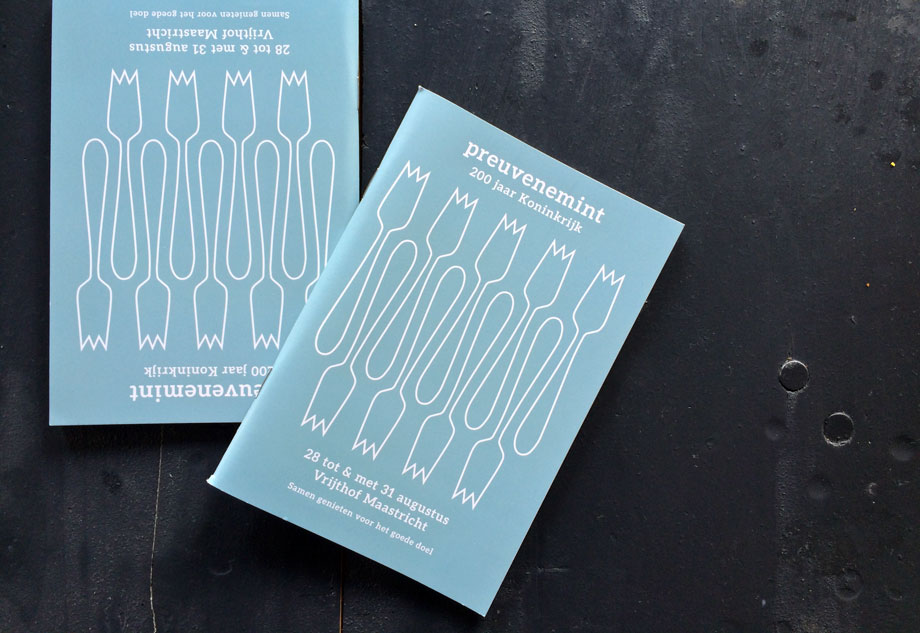 Samen genieten voor het goede doel
Vrijthof Maastricht
28 tot & met 31 augustus
200 jaar Koninkrijk
euvenemint
preuvenemint
200 jaar Koninkrijk
28 tot & met 31 augustus
Vrijthof Maastricht
Samen genieten voor het goede doel